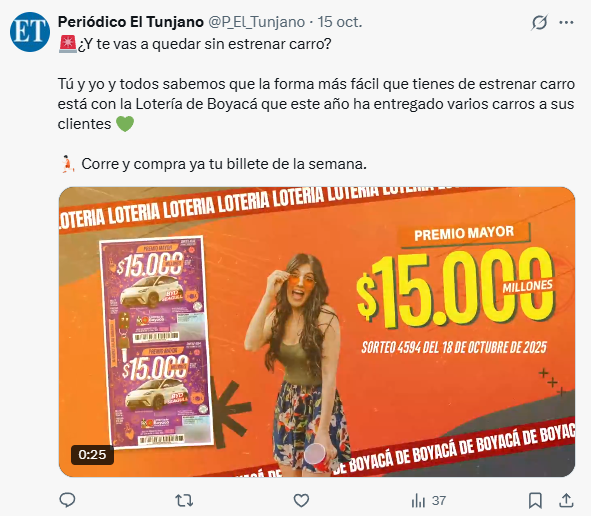 ET
Periódico El Tunjano @P_El_Tunjano · 15 oct.
🚨¿Y te vas a quedar sin estrenar carro?
Tú y yo y todos sabemos que la forma más fácil que tienes de estrenar carro
está con la Lotería de Boyacá que este año ha entregado varios carros a sus
clientes 💚
🏃🏻 Corre y compra ya tu billete de la semana.
LOTERIA LOTERIA LOTERIA LOTERIA LOTERIA LOTERIA
PREMIO MAYOR
$15.000
MILLONES
SORTEO 4594 DEL 18 DE OCTUBRE DE 2025
PREMIO MAYOR
$15.000
MILLONES
PREMIO MAYOR
$15.000
DE BOYACÁ DE BOYACÁ DE BOYACÁ DE BOYAC
0:25
37